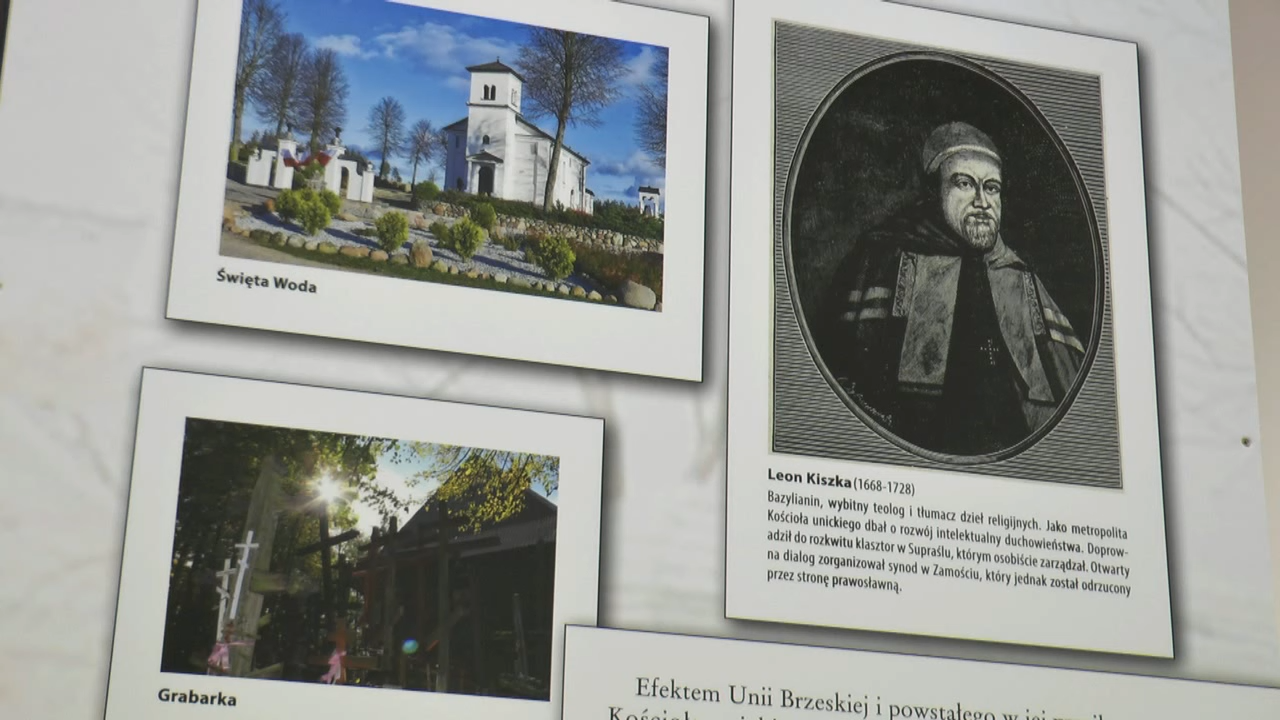 Święta Woda
Leon Kiszka (1668-1728)
Bazylianin, wybitny teolog i tłumacz dzieł religijnych. Jako metropolita
Kościoła unickiego dbał o rozwój intelektualny duchowieństwa. Doprow-
adził do rozkwitu klasztor w Supraślu, którym osobiście zarządzał. Otwarty
na dialog zorganizował synod w Zamościu, który jednak został odrzucony
przez stronę prawosławną.
Grabarka
Efektem Unii Brzeskiej i powstałego w jej